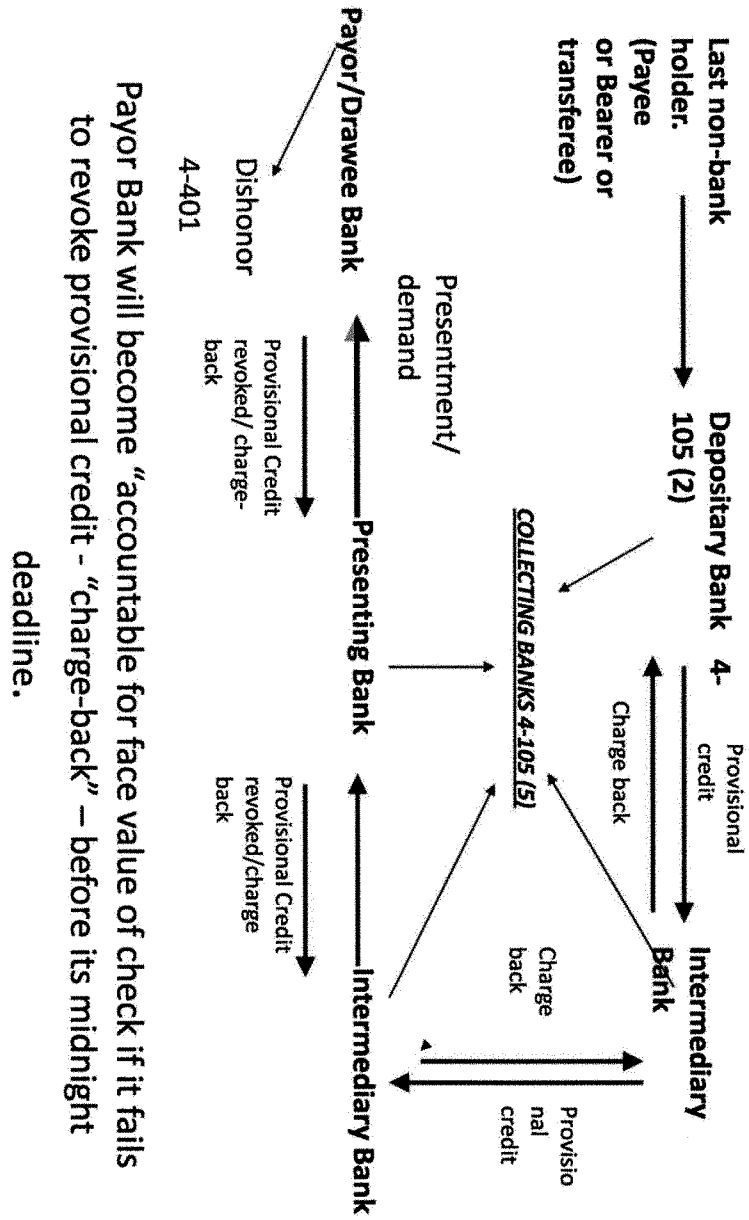 Last non-bank
holder.
(Payee
or Bearer or
transferee)
Depositary Bank 4-
105 (2)
Provisional
credit
Charge back
Intermediary
Bank
Charge
back
Provisio
nal
credit
COLLECTING BANKS 4-105 (5)
Presentment/
demand
Payor/Drawee Bank
Presenting Bank
Intermediary Bank
Dishonor
4-401
Provisional Credit
revoked/ charge-
back
Provisional Credit
revoked/charge
back
Payor Bank will become “accountable for face value of check if it fails
to revoke provisional credit - “charge-back” – before its midnight
deadline.